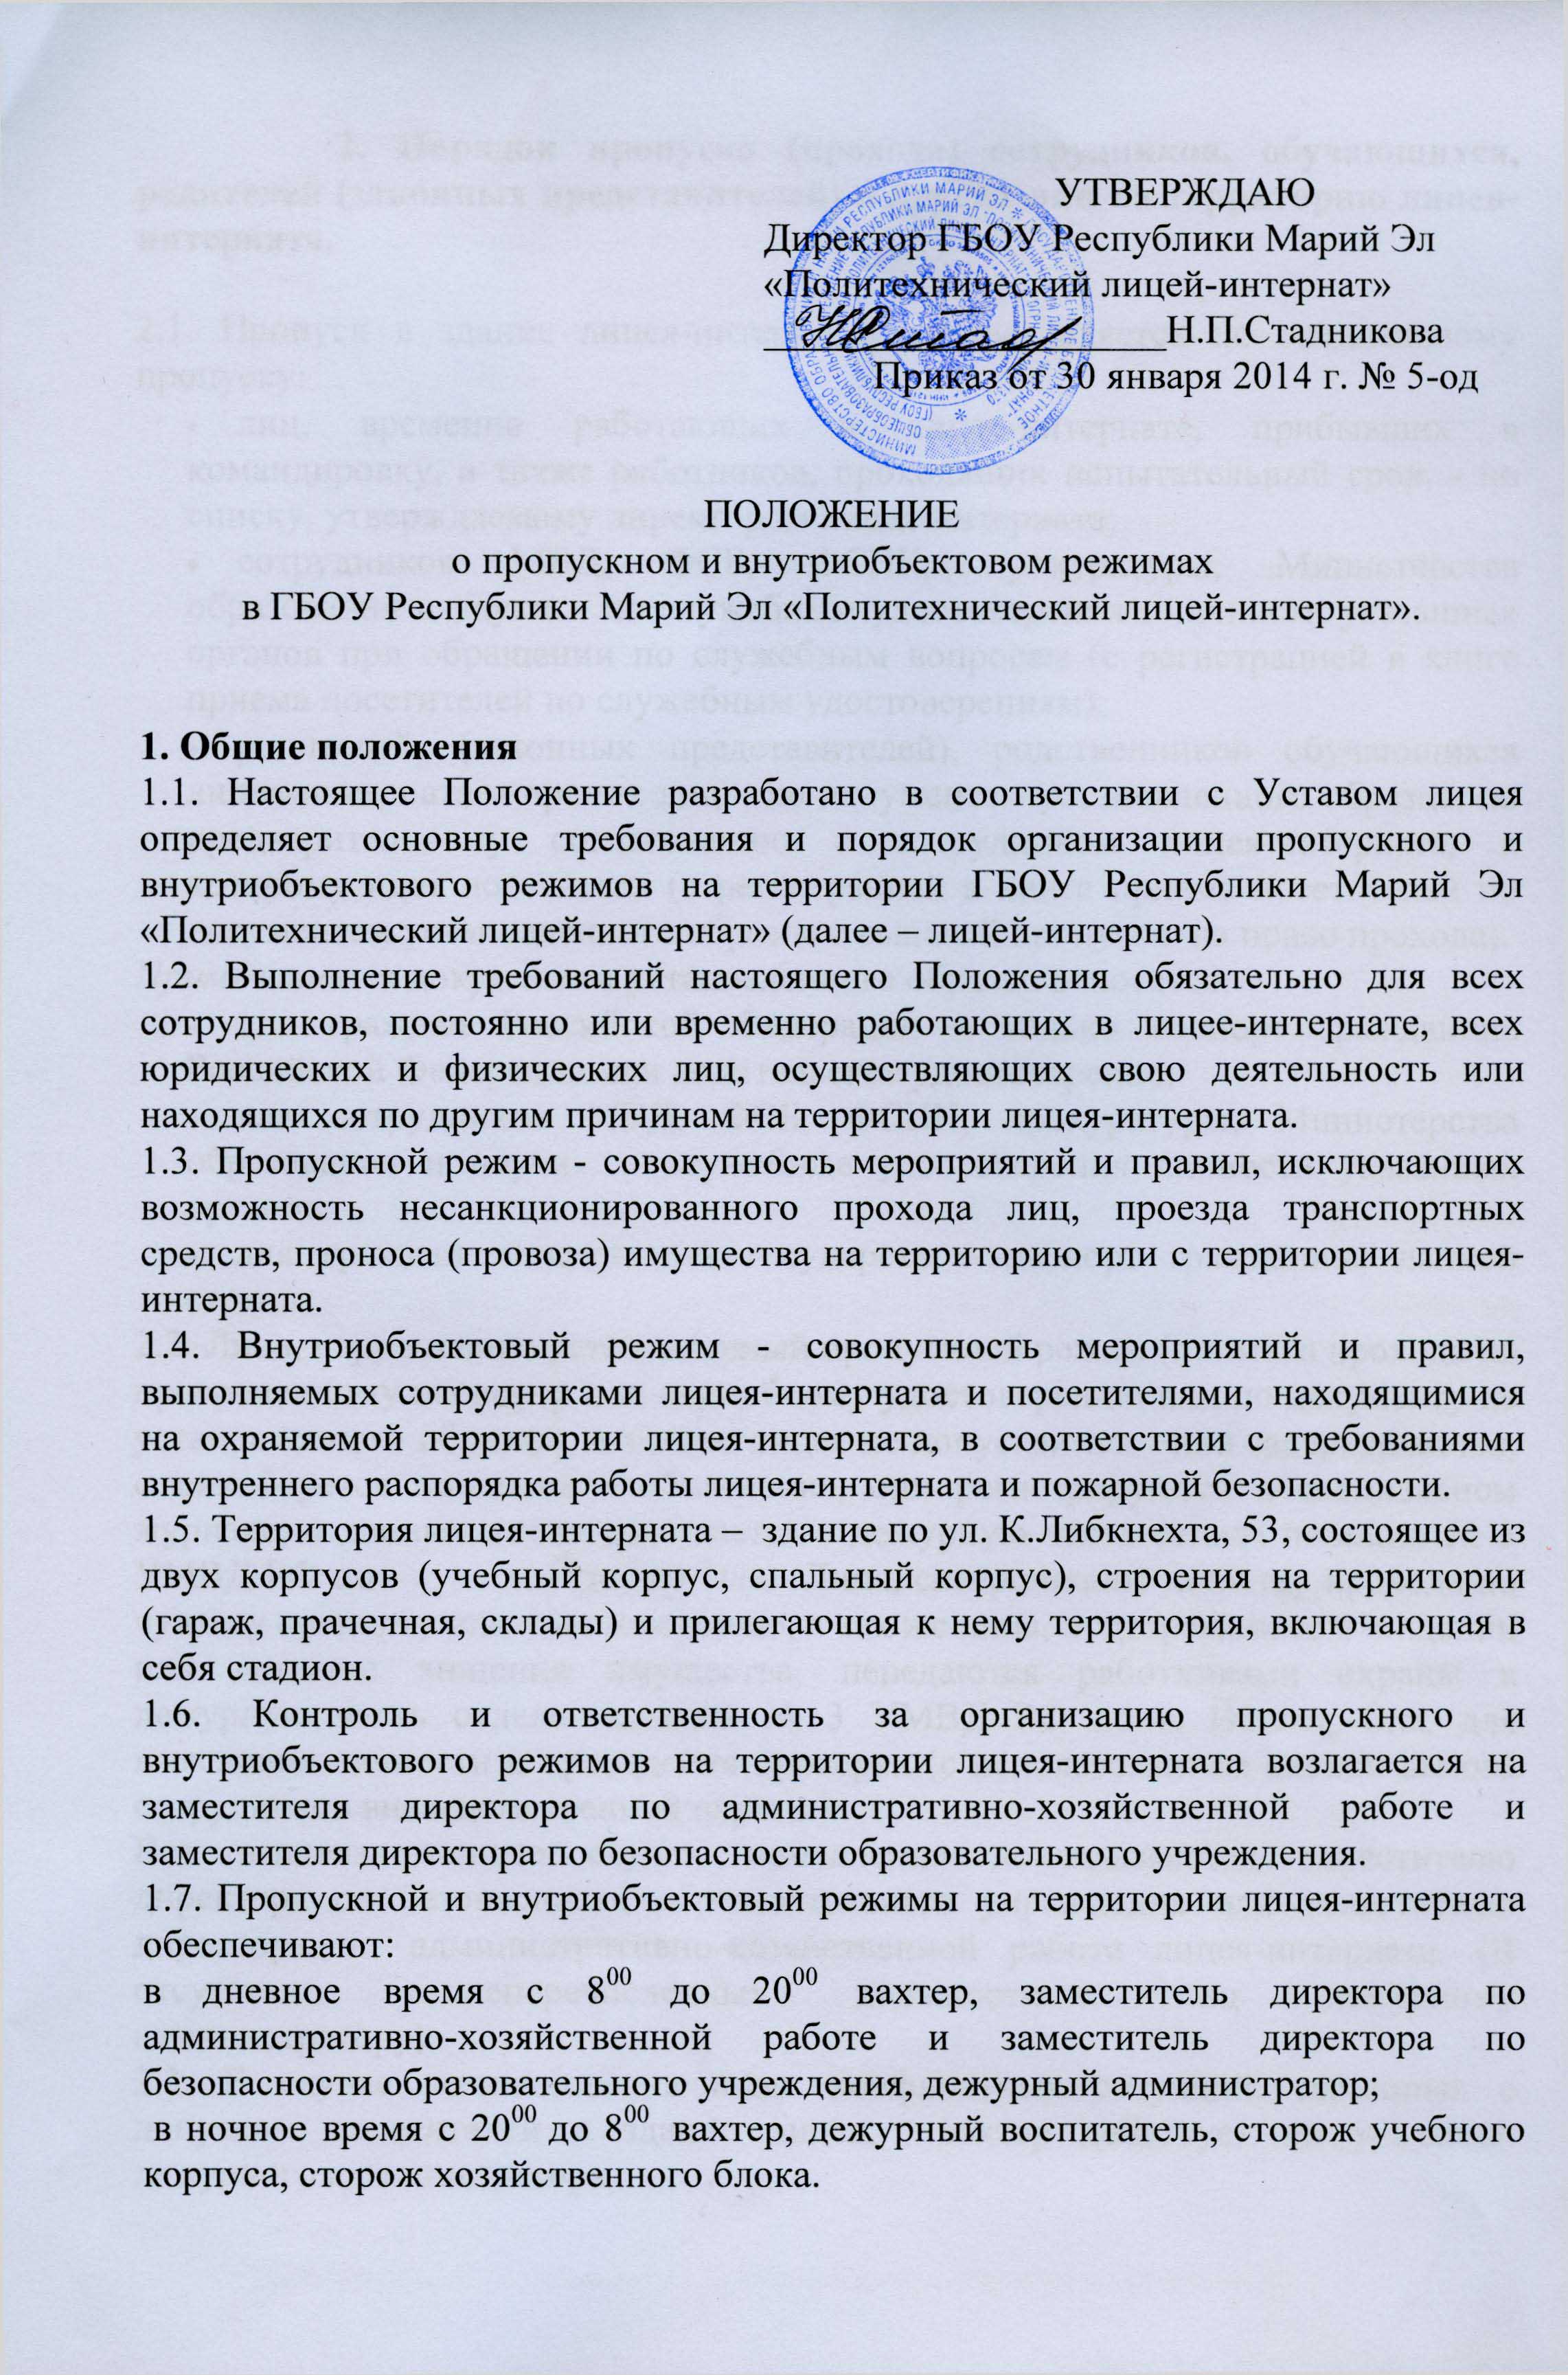 УТВЕРЖДАЮ
Директор ГБОУ Республики Марий Эл
«Политехнический лицей-интернат»
Н.П.Стадникова
Приказ от 30 января 2014 г. № 5-од
ПОЛОЖЕНИЕ
о пропускном и внутриобъектовом режимах
в ГБОУ Республики Марий Эл «Политехнический лицей-интернат».
1. Общие положения
1.1. Настоящее Положение разработано в соответствии с Уставом лицея
определяет основные требования и порядок организации пропускного и
внутриобъектового режимов на территории ГБОУ Республики Марий Эл
«Политехнический лицей-интернат» (далее – лицей-интернат).
1.2. Выполнение требований настоящего Положения обязательно для всех
сотрудников, постоянно или временно работающих в лицее-интернате, всех
юридических и физических лиц, осуществляющих свою деятельность или
находящихся по другим причинам на территории лицея-интерната.
1.3. Пропускной режим - совокупность мероприятий и правил, исключающих
возможность несанкционированного прохода лиц, проезда транспортных
средств, проноса (провоза) имущества на территорию или с территории лицея-
интерната.
1.4. Внутриобъектовый режим - совокупность мероприятий и правил,
выполняемых сотрудниками лицея-интерната и посетителями, находящимися
на охраняемой территории лицея-интерната, в соответствии с требованиями
внутреннего распорядка работы лицея-интерната и пожарной безопасности.
1.5. Территория лицея-интерната – здание по ул. К.Либкнехта, 53, состоящее из
двух корпусов (учебный корпус, спальный корпус), строения на территории
(гараж, прачечная, склады) и прилегающая к нему территория, включающая в
себя стадион.
1.6. Контроль и ответственность за организацию пропускного и
внутриобъектового режимов на территории лицея-интерната возлагается на
заместителя директора по административно-хозяйственной работе и
заместителя директора по безопасности образовательного учреждения.
1.7. Пропускной и внутриобъектовый режимы на территории лицея-интерната
обеспечивают:
в дневное время с 8⁰⁰ до 20⁰⁰ вахтер, заместитель директора по
административно-хозяйственной работе и заместитель директора по
безопасности образовательного учреждения, дежурный администратор;
в ночное время с 20⁰⁰ до 8⁰⁰ вахтер, дежурный воспитатель, сторож учебного
корпуса, сторож хозяйственного блока.